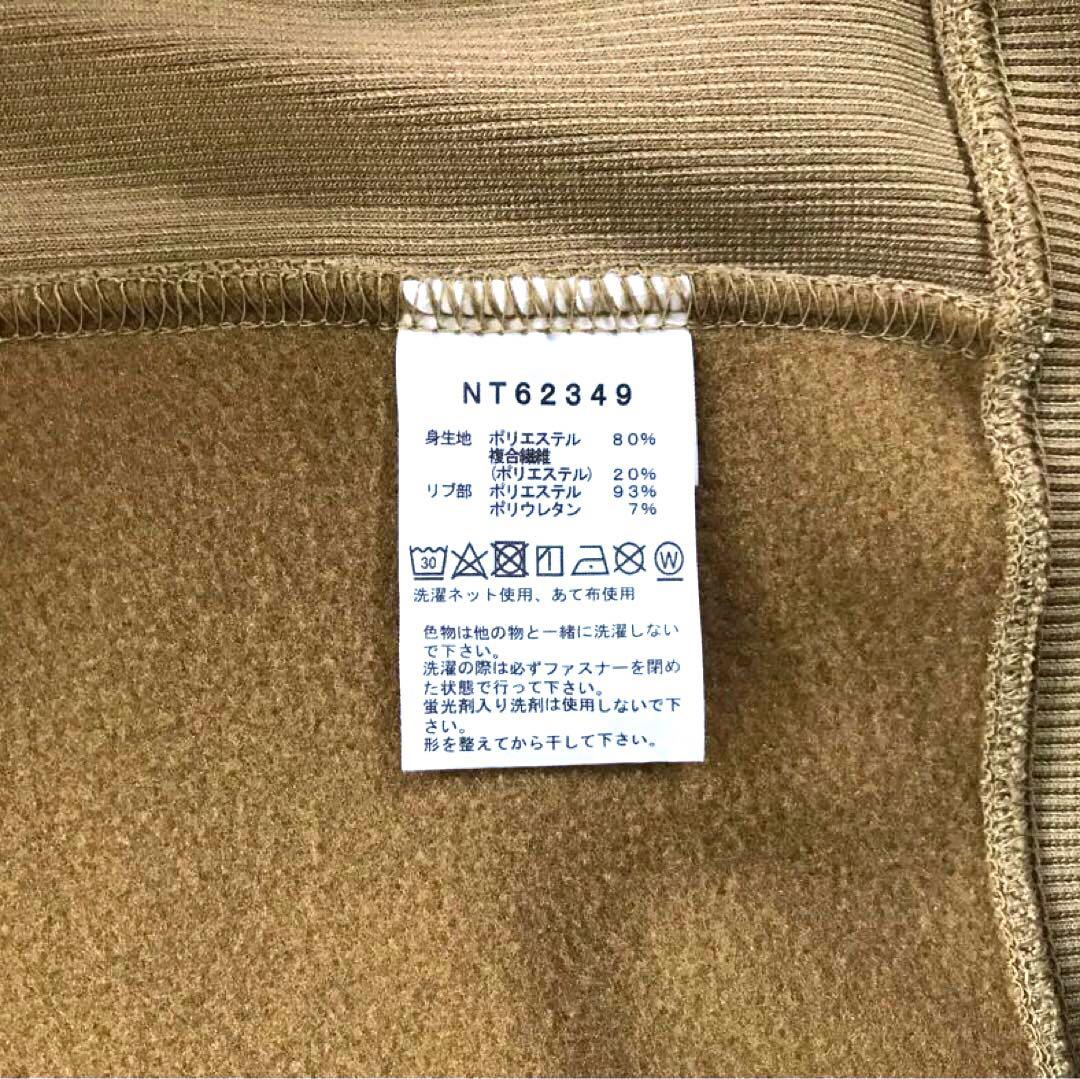 NT62349
身生地 ポリエステル 80%
複合繊維
(ポリエステル) 20%
リブ部 ポリエステル 93%
ポリウレタン 7%
30 W
洗濯ネット使用、あて布使用
色物は他の物と一緒に洗濯しない
で下さい。
洗濯の際は必ずファスナーを閉め
た状態で行って下さい。
蛍光剤入り洗剤は使用しないで下
さい。
形を整えてから干して下さい。